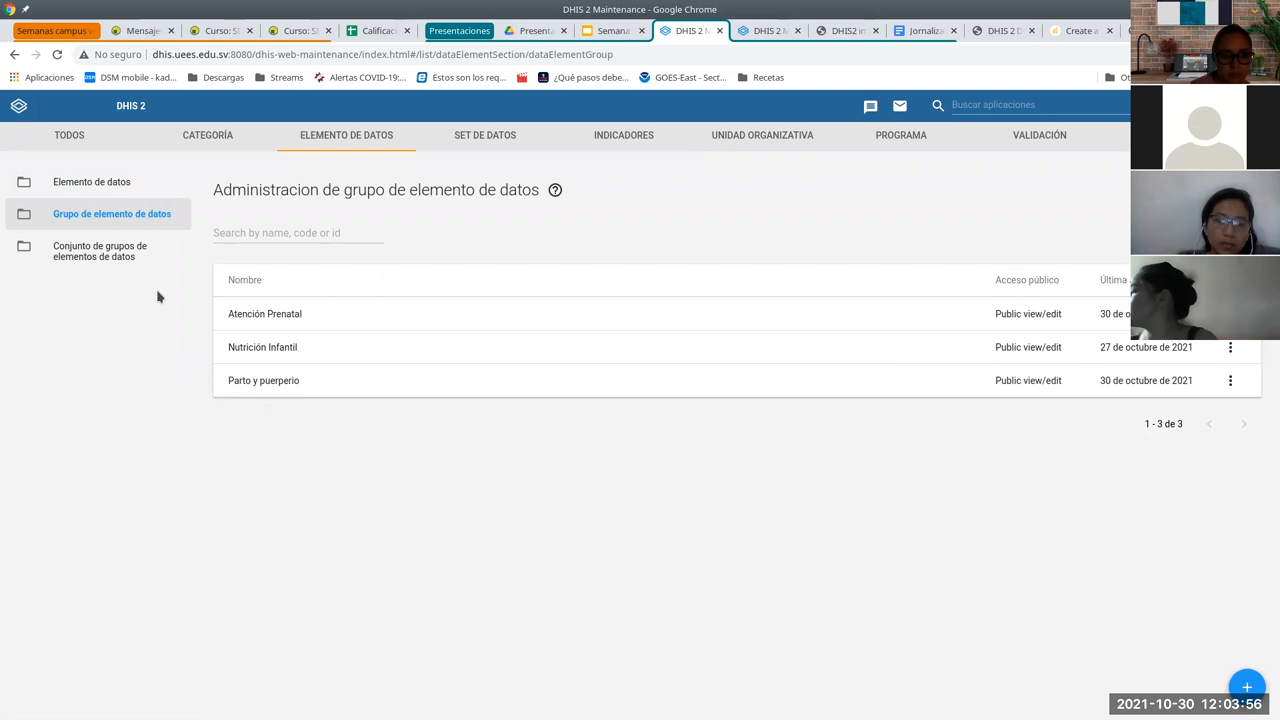 DHIS 2 Maintenance - Google Chrome
Semanas campus v
Mensaje
Curso: S
Curso: S
Calificac
Presentaciones
Present
Semana
DHIS 2 M
DHIS 2 M
DHIS2 in
Jornaliz
DHIS 2 D
Create a
No seguro
dhis.uees.edu.sv:8080/dhis-web-maintenance/index.html#/list/dataElementSection/dataElementGroup
Aplicaciones
DSM mobile - kad...
Descargas
Streams
Alertas COVID-19:...
Estos son los rei...
¿Qué pasos debe...
GOES-East - Sect...
Recetas
DHIS 2
Buscar aplicaciones
TODOS
CATEGORÍA
ELEMENTO DE DATOS
SET DE DATOS
INDICADORES
UNIDAD ORGANIZATIVA
PROGRAMA
VALIDACIÓN
Elemento de datos
Grupo de elemento de datos
Conjunto de grupos de
elementos de datos
Administracion de grupo de elemento de datos
Search by name, code or id
Nombre
Acceso público
Última
Atención Prenatal
Public view/edit
30 de o
Nutrición Infantil
Public view/edit
27 de octubre de 2021
Parto y puerperio
Public view/edit
30 de octubre de 2021
1 - 3 de 3
2021-10-30 12:03:56